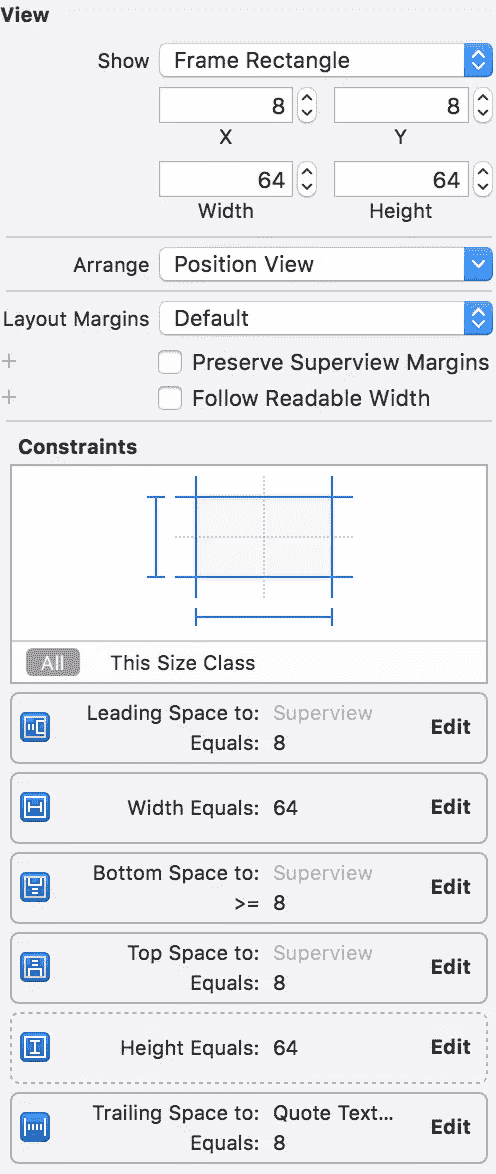 View
Show Frame Rectangle
8 8
X Y
64 64
Width Height
Arrange Position View
Layout Margins Default
+ Preserve Superview Margins
+ Follow Readable Width
Constraints
All This Size Class
Leading Space to: Superview Edit
Equals: 8
Width Equals: 64 Edit
Bottom Space to: Superview Edit
>= 8
Top Space to: Superview Edit
Equals: 8
Height Equals: 64 Edit
Trailing Space to: Quote Text... Edit
Equals: 8